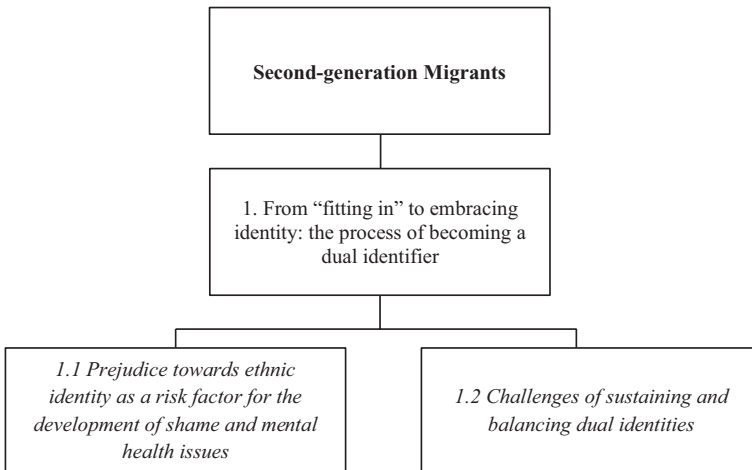 Second-generation Migrants
1. From “fitting in” to embracing
identity: the process of becoming a
dual identifier
1.1 Prejudice towards ethnic
identity as a risk factor for the
development of shame and mental
health issues
1.2 Challenges of sustaining and
balancing dual identities